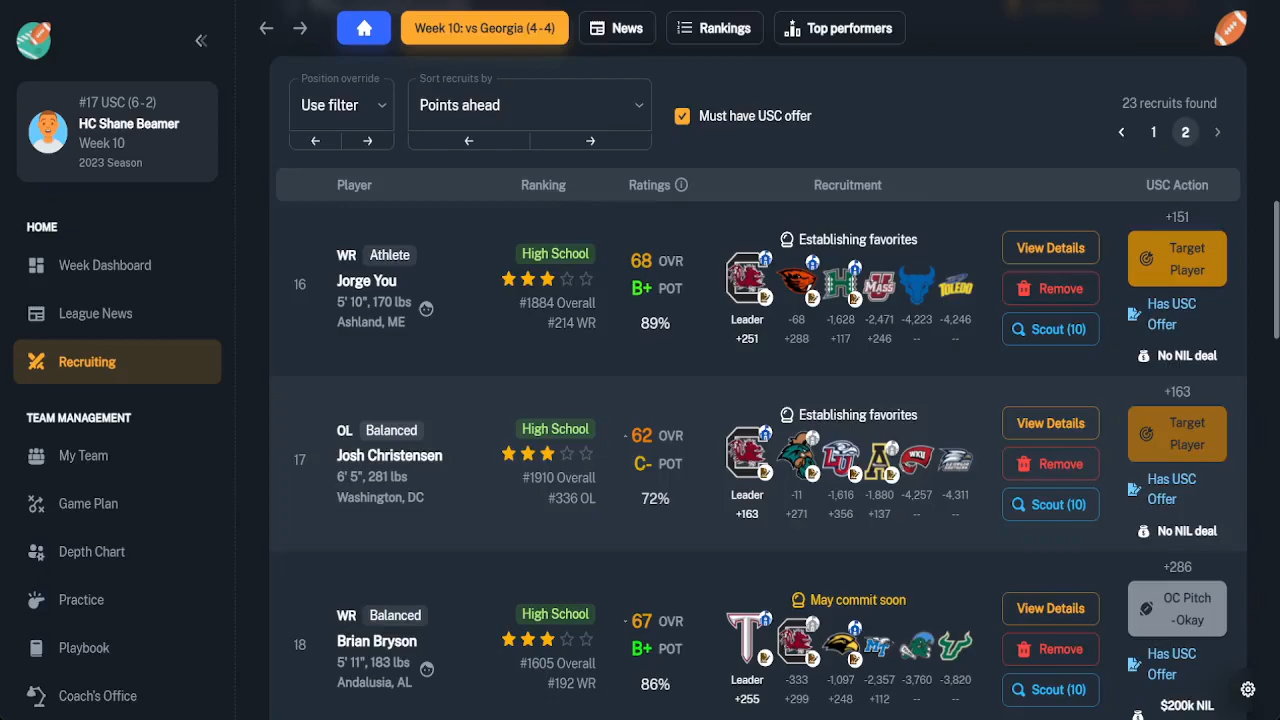 Week 10: vs Georgia (4-4)
News
Rankings
Top performers
#17 USC (6-2)
HC Shane Beamer
Week 10
2023 Season
HOME
Week Dashboard
League News
Recruiting
TEAM MANAGEMENT
My Team
Game Plan
Depth Chart
Practice
Playbook
Coach's Office
Position override
Use filter
Sort recruits by
Points ahead
Must have USC offer
23 recruits found
1
2
Player
Ranking
Ratings
Recruitment
USC Action
16
WR Athlete
Jorge You
5' 10", 170 lbs
Ashland, ME
High School
#1884 Overall
#214 WR
68 OVR
B+ POT
89%
Establishing favorites
MASS
TOLEDO
Leader -68 -1,628 -2,471 -4,223 -4,246
+251 +288 +117 +246 -- --
View Details
Remove
Scout (10)
+151
Target
Player
Has USC
Offer
No NIL deal
17
OL Balanced
Josh Christensen
6' 5", 281 lbs
Washington, DC
High School
#1910 Overall
#336 OL
- 62 OVR
C- POT
72%
Establishing favorites
WKU
Leader -11 -1,616 -1,880 -4,257 -4,311
+163 +271 +356 +137 -- --
View Details
Remove
Scout (10)
+163
Target
Player
Has USC
Offer
No NIL deal
18
WR Balanced
Brian Bryson
5' 11", 183 lbs
Andalusia, AL
High School
#1605 Overall
#192 WR
- 67 OVR
B+ POT
86%
May commit soon
Leader -333 -1,097 -2,357 -3,760 -3,820
+255 +299 +248 +112 -- --
View Details
Remove
Scout (10)
+286
OC Pitch
-Okay
Has USC
Offer
$200k NIL